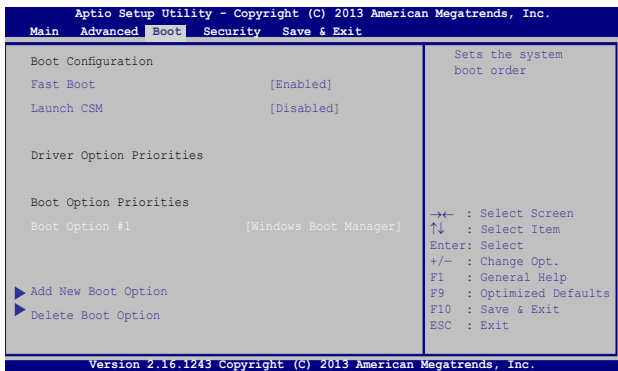 Aptio Setup Utility - Copyright (C) 2013 American Megatrends, Inc.
Main Advanced Boot Security Save & Exit
Boot Configuration
Fast Boot [Enabled]
Launch CSM [Disabled]
Driver Option Priorities
Boot Option Priorities
Boot Option #1 [Windows Boot Manager]
Add New Boot Option
Delete Boot Option
Sets the system
boot order
→← : Select Screen
↑↓ : Select Item
Enter: Select
+/— : Change Opt.
F1 : General Help
F9 : Optimized Defaults
F10 : Save & Exit
ESC : Exit
Version 2.16.1243 Copyright (C) 2013 American Megatrends, Inc.